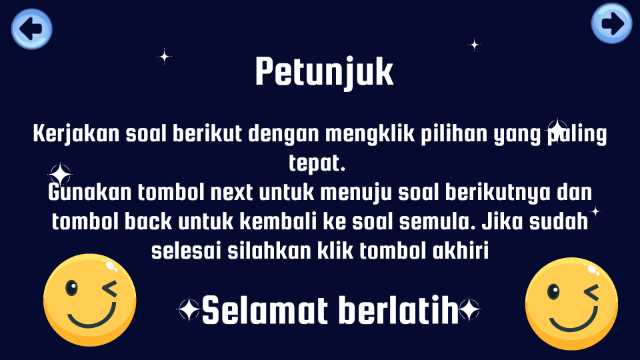 Petunjuk
Kerjakan soal berikut dengan mengklik pilihan yang paling
tepat.
Gunakan tombol next untuk menuju soal berikutnya dan
tombol back untuk kembali ke soal semula. Jika sudah
selesai silahkan klik tombol akhiri
Selamat berlatih